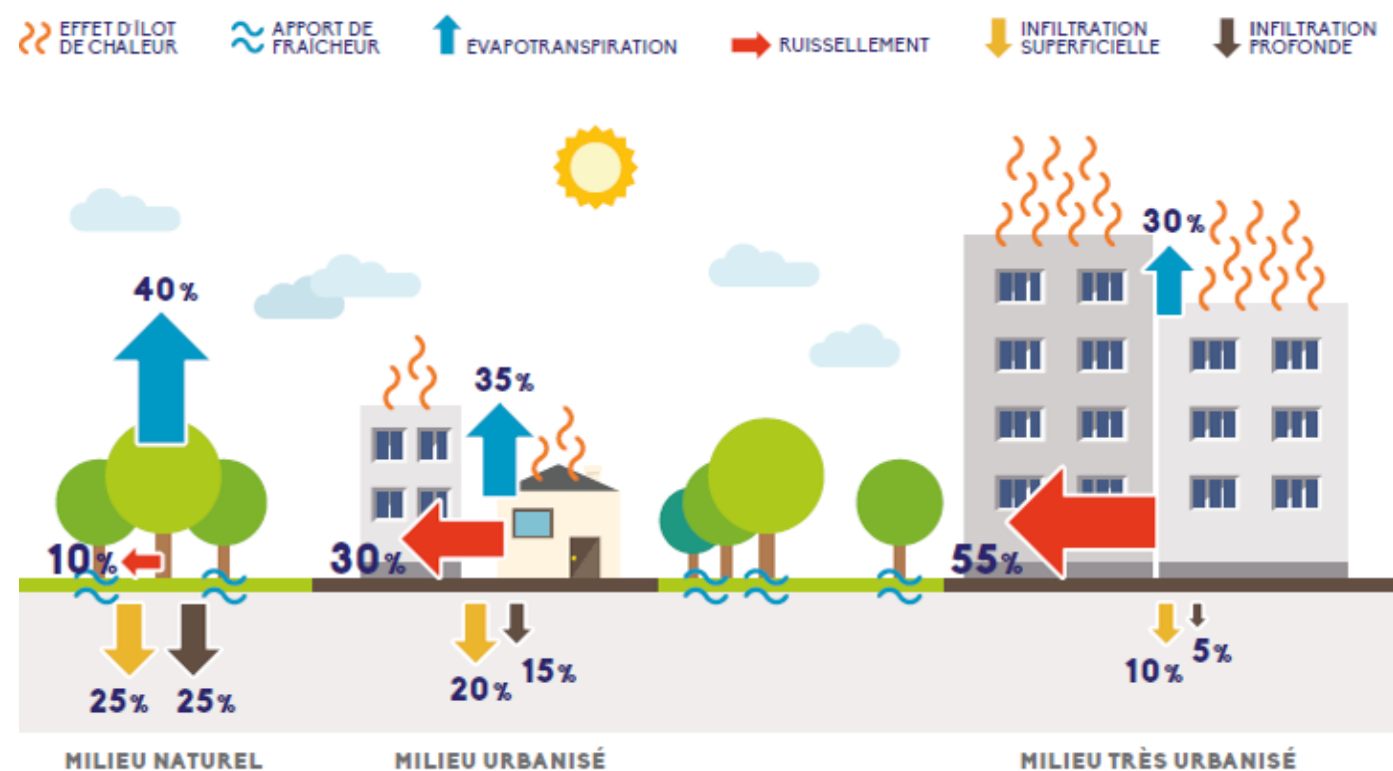 EFFET D'ÎLOT
DE CHALEUR
APPORT DE
FRAÎCHEUR
ÉVAPOTRANSPIRATION
RUISSELLEMENT
INFILTRATION
SUPERFICIELLE
INFILTRATION
PROFONDE
30%
40%
35%
10%
30%
55%
25%
25%
20%
15%
10%
5%
MILIEU NATUREL
MILIEU URBANISÉ
MILIEU TRÈS URBANISÉ